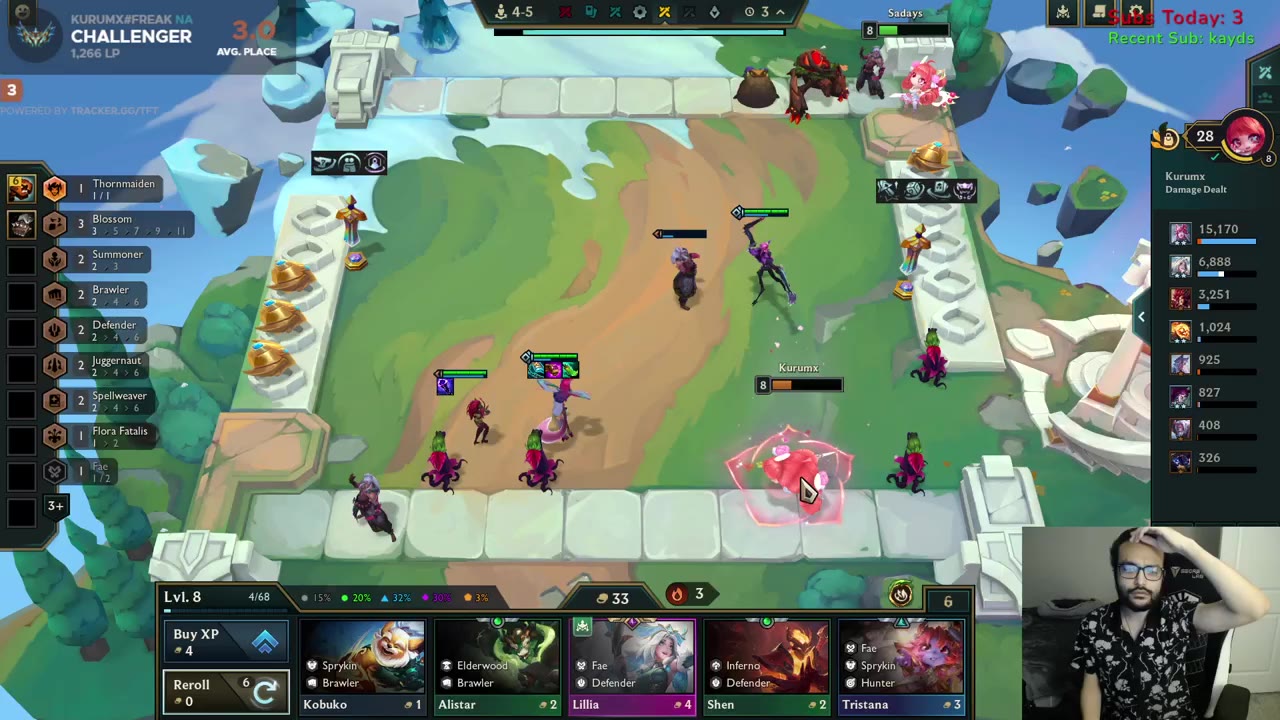 KURUMX#FREAK NA
CHALLENGER
1,266 LP
3.0
AVG. PLACE
3
POWERED BY TRACKER.GG/TFT
4-5
3
Sadays
8
Subs Today: 3
Recent Sub: kayds
28
8
Kurumx
Damage Dealt
15,170
6,888
3,251
1,024
925
827
408
326
1 Thornmaiden
1 / 1
3 Blossom
3 > 5 > 7 > 9 > 11
2 Summoner
2 > 3
2 Brawler
2 > 4 > 6
2 Defender
2 > 4 > 6
2 Juggernaut
2 > 4 > 6
2 Spellweaver
2 > 4 > 6
1 Flora Fatalis
1 > 2
1 Fae
1 / 2
3+
Kurumx
8
Lvl. 8
4/68
15%
20%
32%
30%
3%
33
3
6
Buy XP
4
Reroll
6
0
Sprykin
Brawler
Kobuko
1
Elderwood
Brawler
Alistar
2
Fae
Defender
Lillia
4
Inferno
Defender
Shen
2
Fae
Sprykin
Hunter
Tristana
3